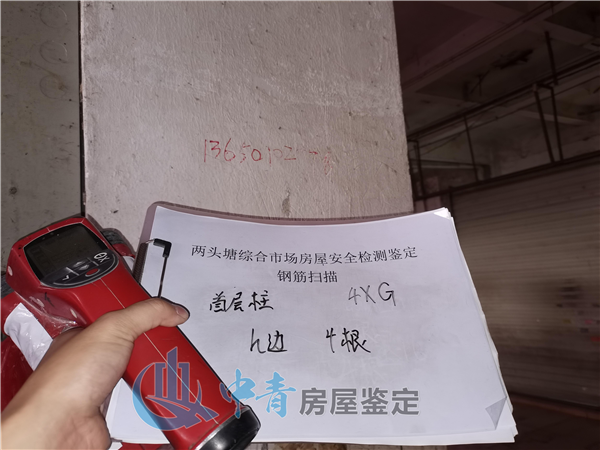 两头塘综合市场房屋安全检测鉴定
钢筋扫描
首层柱 4XG
h边 4根
中青 房屋鉴定